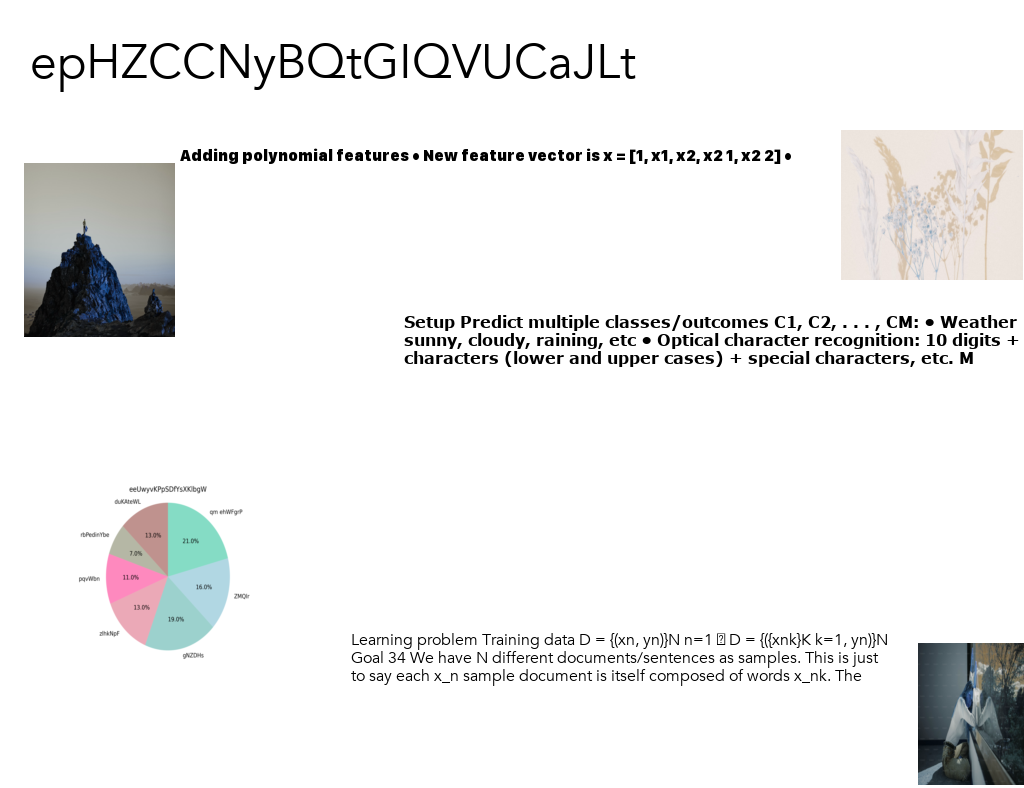 epHZCCNyBQtGIQVUCaJLt
Adding polynomial features • New feature vector is x = [1, x1, x2, x2 1, x2 2] •
Setup Predict multiple classes/outcomes C1, C2, . . . , CM: • Weather
sunny, cloudy, raining, etc • Optical character recognition: 10 digits +
characters (lower and upper cases) + special characters, etc. M
eeUwyvKPpSDfYsXKlbgW
duKAteWL
qrn ehWFgrP
rbPedinYbe
13.0%
21.0%
7.0%
pqvWbn
11.0%
16.0%
ZMQlr
13.0%
19.0%
zlhkNpF
gNZDHs
Learning problem Training data D = {(xn, yn)}N n=1 D = {({xnk}K k=1, yn)}N
Goal 34 We have N different documents/sentences as samples. This is just
to say each x_n sample document is itself composed of words x_nk. The